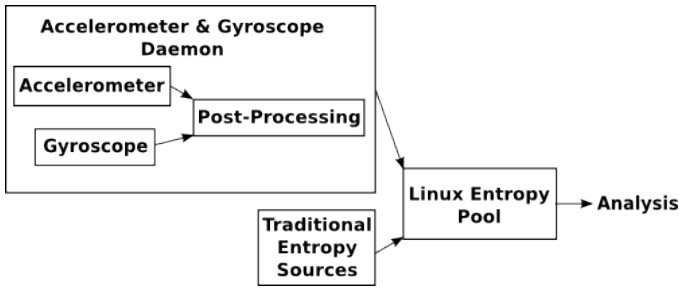 Accelerometer & Gyroscope
Daemon
Accelerometer
Post-Processing
Gyroscope
Linux Entropy
Pool
Analysis
Traditional
Entropy
Sources